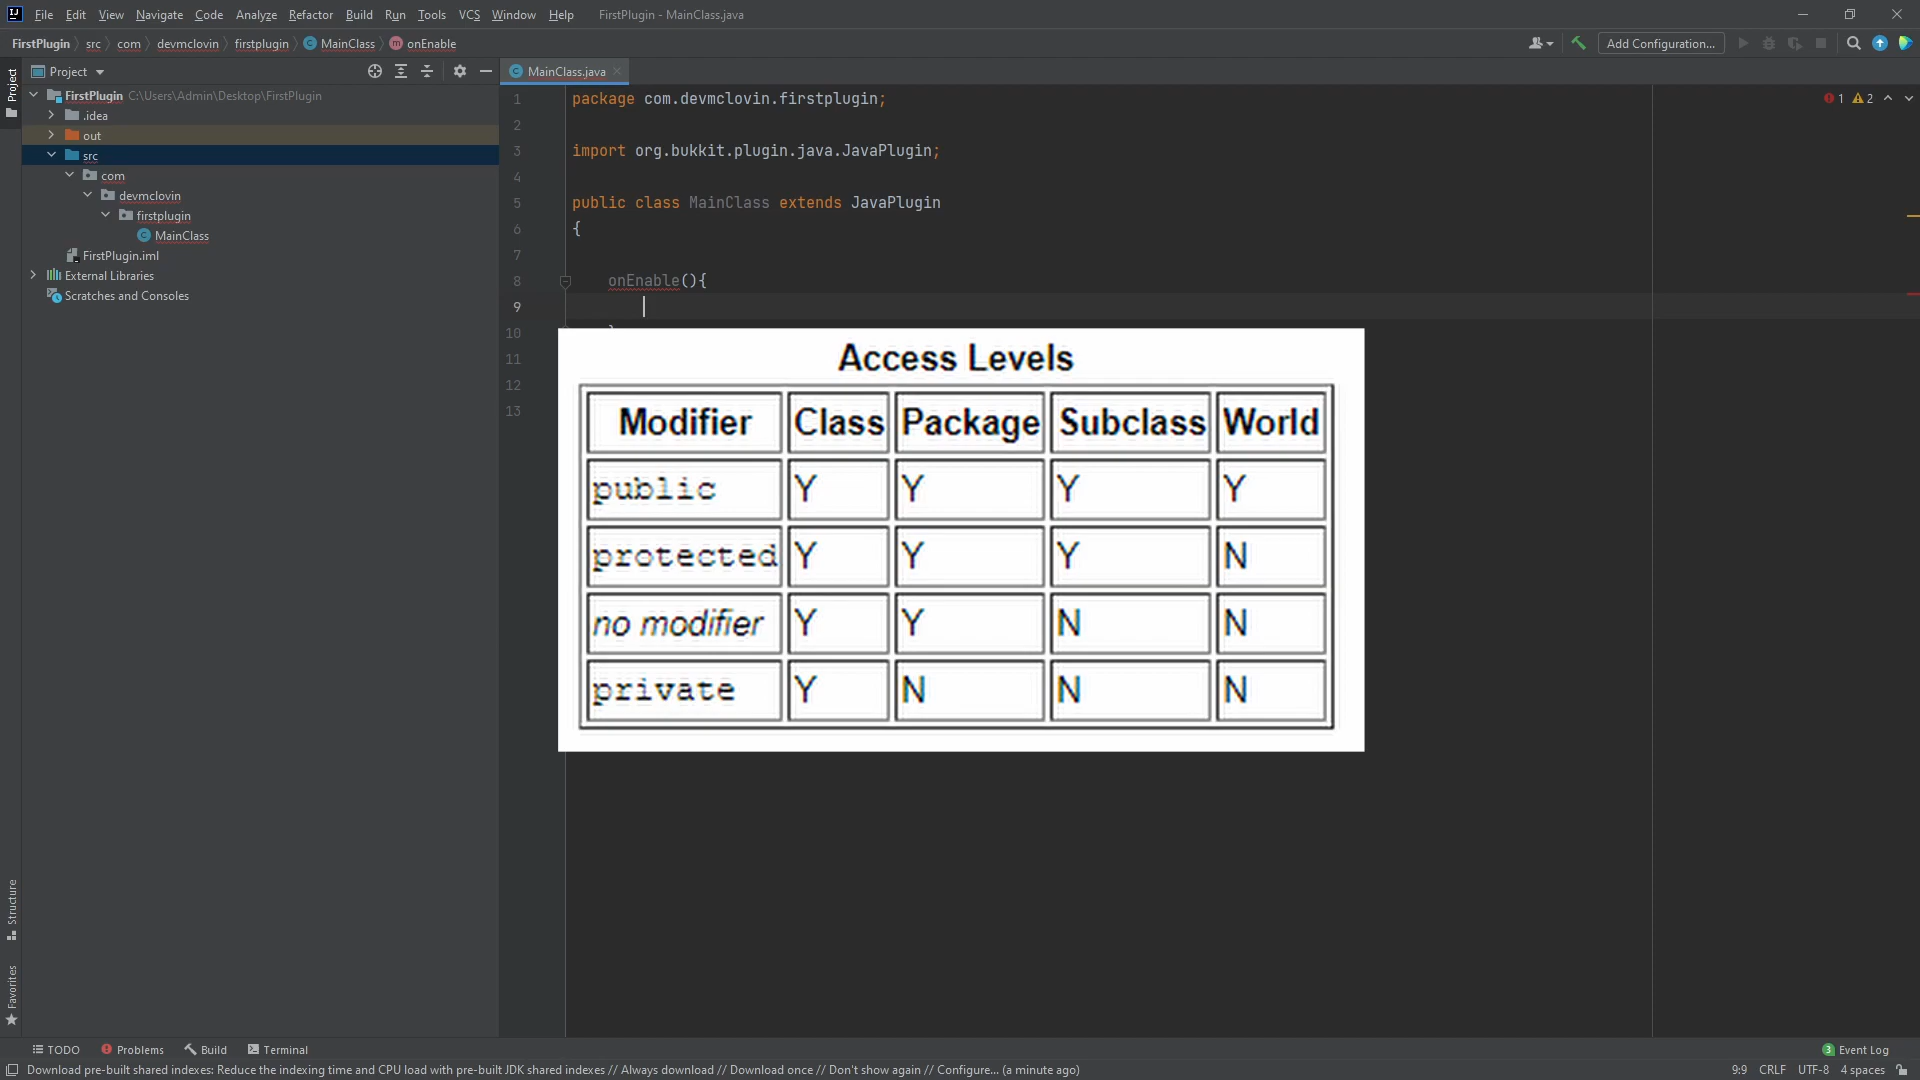 File Edit View Navigate Code Analyze Refactor Build Run Tools VCS Window Help FirstPlugin - MainClass.java
FirstPlugin src com devmclovin firstplugin MainClass onEnable Add Configuration...
Project
Project
FirstPlugin C:\Users\Admin\Desktop\FirstPlugin
.idea
out
src
com
devmclovin
firstplugin
MainClass
FirstPlugin.iml
External Libraries
Scratches and Consoles
MainClass.java
1 package com.devmclovin.firstplugin; 1 2
2
3 import org.bukkit.plugin.java.JavaPlugin;
4
5 public class MainClass extends JavaPlugin
6 {
7
8 onEnable(){
9
10
11
12
13
Access Levels
Modifier Class Package Subclass World
public Y Y Y Y
protected Y Y Y N
no modifier Y Y N N
private Y N N N
Structure
Favorites
TODO Problems Build Terminal 3 Event Log
Download pre-built shared indexes: Reduce the indexing time and CPU load with pre-built JDK shared indexes // Always download // Download once // Don't show again // Configure... (a minute ago) 9:9 CRLF UTF-8 4 spaces